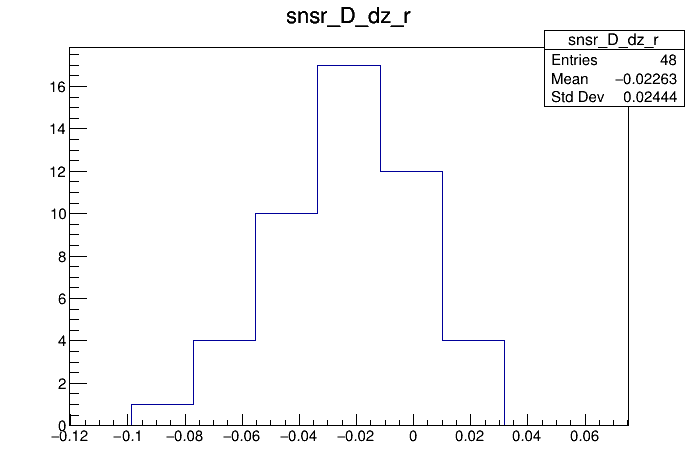 snsr_D_dz_r
snsr_D_dz_r
Entries 48
Mean −0.02263
Std Dev 0.02444
16
14
12
10
8
6
4
2
0
−0.12 −0.1 −0.08 −0.06 −0.04 −0.02 0 0.02 0.04 0.06